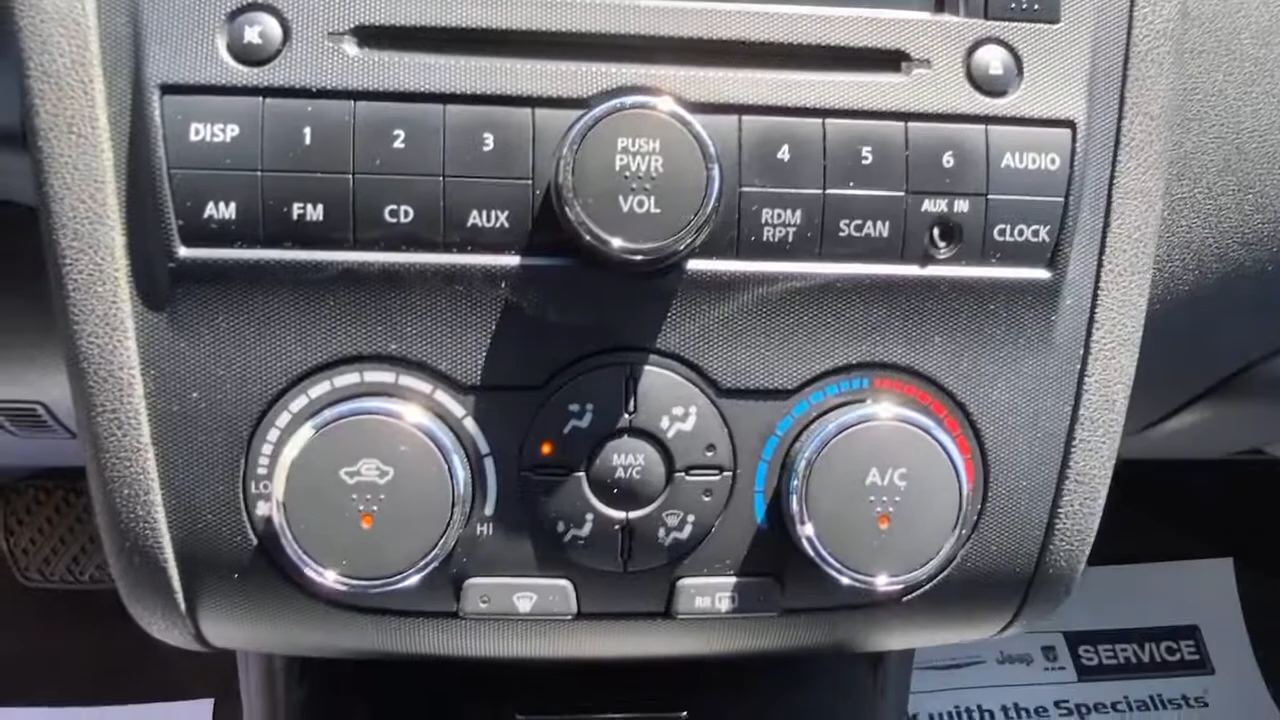 DISP 1 2 3
PUSH
PWR
VOL
4 5 6 AUDIO
AM FM CD AUX
RDM
RPT
SCAN
AUX IN
CLOCK
LO
HI
MAX
A/C
A/C
RR
Jeep
RAM
SERVICE
with the Specialists